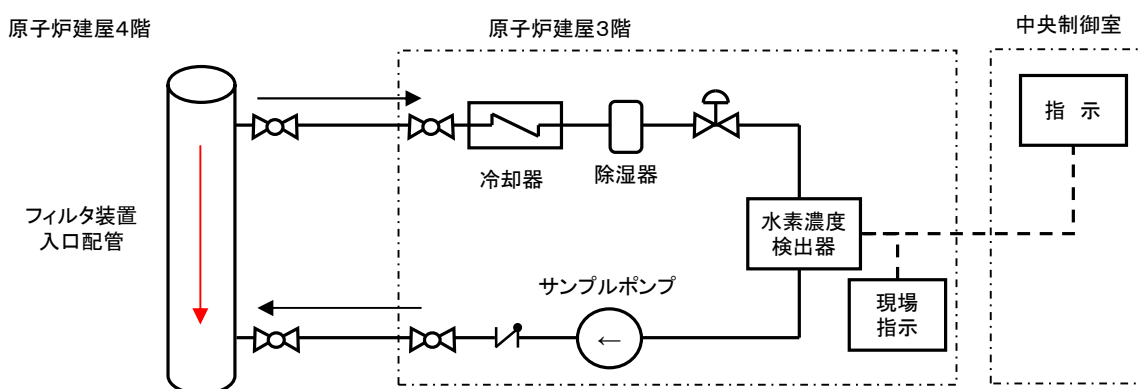 原子炉建屋4階
原子炉建屋3階
中央制御室
指 示
冷却器
除湿器
フィルタ装置
入口配管
水素濃度
検出器
サンプルポンプ
現場
指示